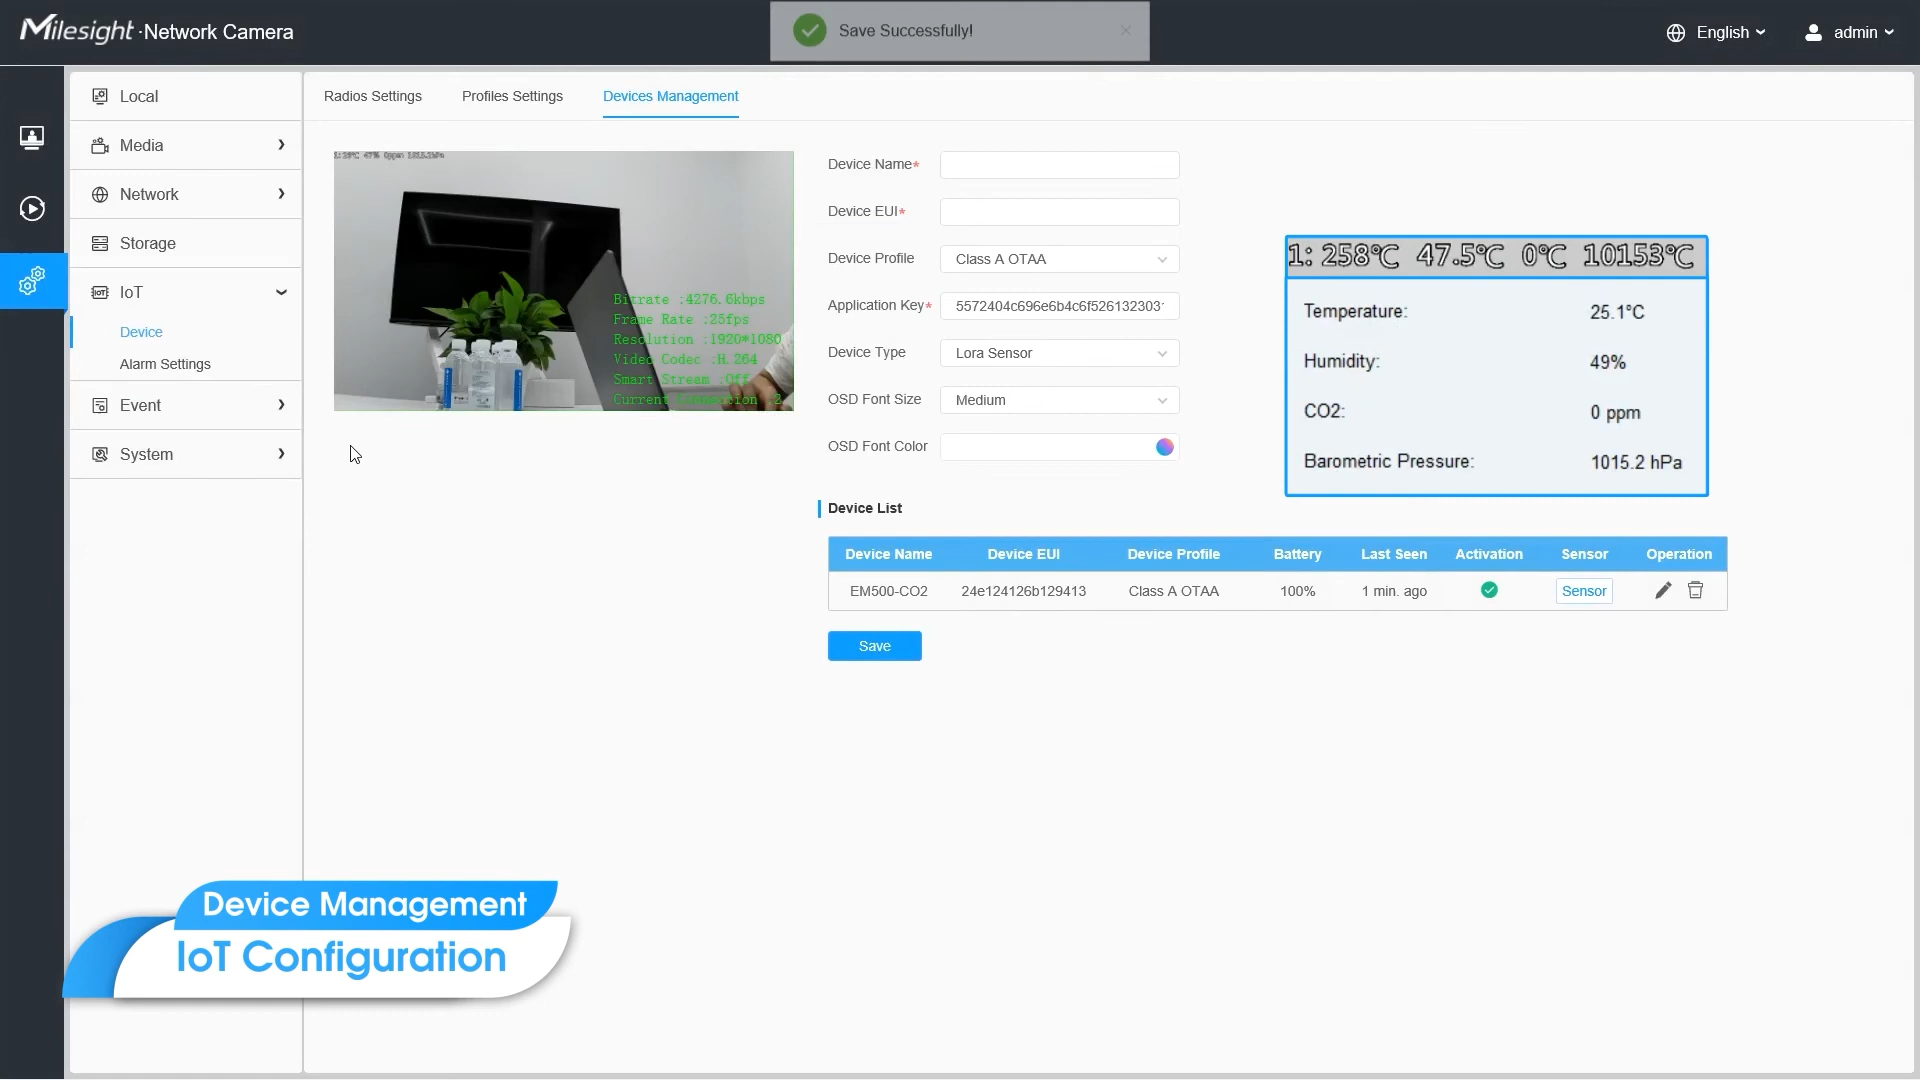 Milesight · Network Camera
Save Successfully!
English
admin
Local
Media
Network
Storage
IoT
Device
Alarm Settings
Event
System
Radios Settings
Profiles Settings
Devices Management
Bitrate :4276.6kbps
Frame Rate :25fps
Resolution :1920*1080
Video Codec :H.264
Smart Stream :Off
Current Connection :2
Device Name*
Device EUI*
Device Profile
Class A OTAA
Application Key*
5572404c696e6b4c6f526132303
Device Type
Lora Sensor
OSD Font Size
Medium
OSD Font Color
1: 258℃ 47.5℃ 0℃ 10153℃
Temperature: 25.1°C
Humidity: 49%
CO2: 0 ppm
Barometric Pressure: 1015.2 hPa
Device List
Device Name Device EUI Device Profile Battery Last Seen Activation Sensor Operation
EM500-CO2 24e124126b129413 Class A OTAA 100% 1 min. ago Sensor
Save
Device Management
IoT Configuration